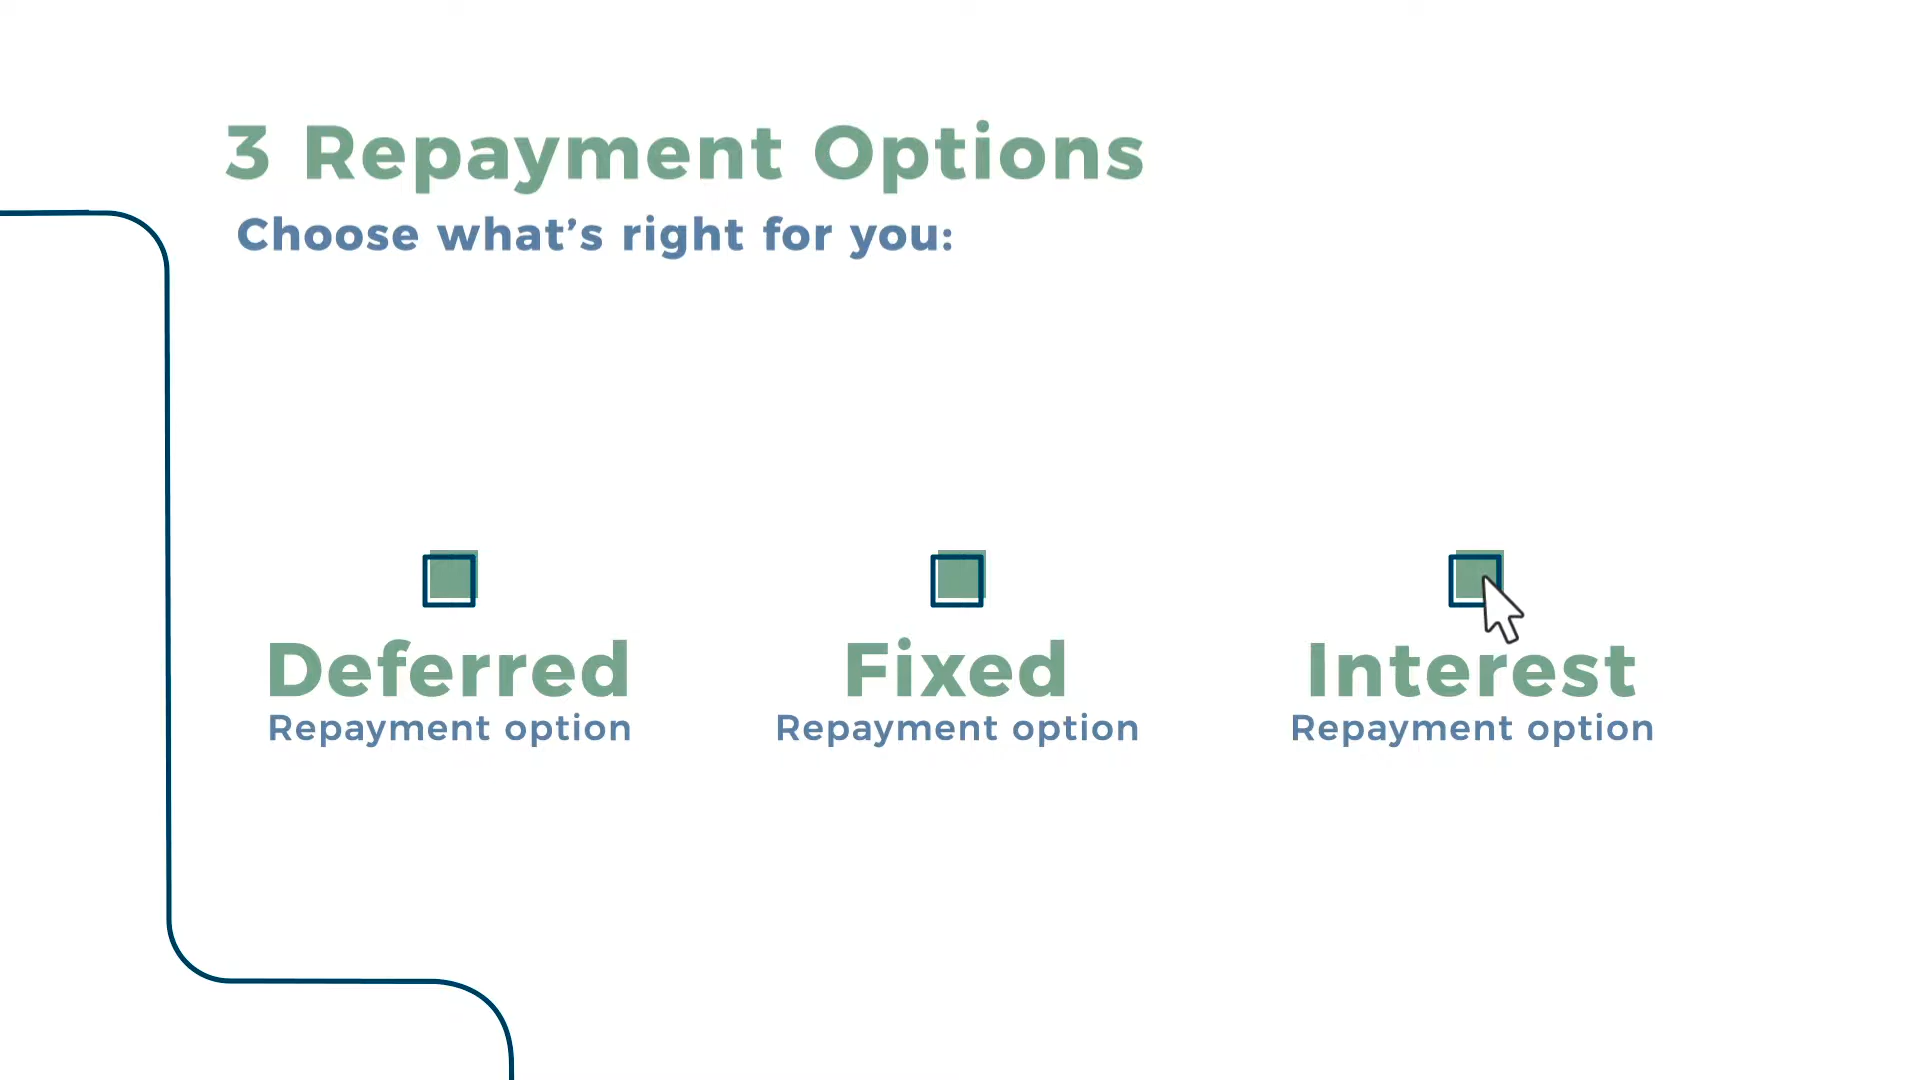 3 Repayment Options
Choose what’s right for you:
Deferred
Repayment option
Fixed
Repayment option
Interest
Repayment option